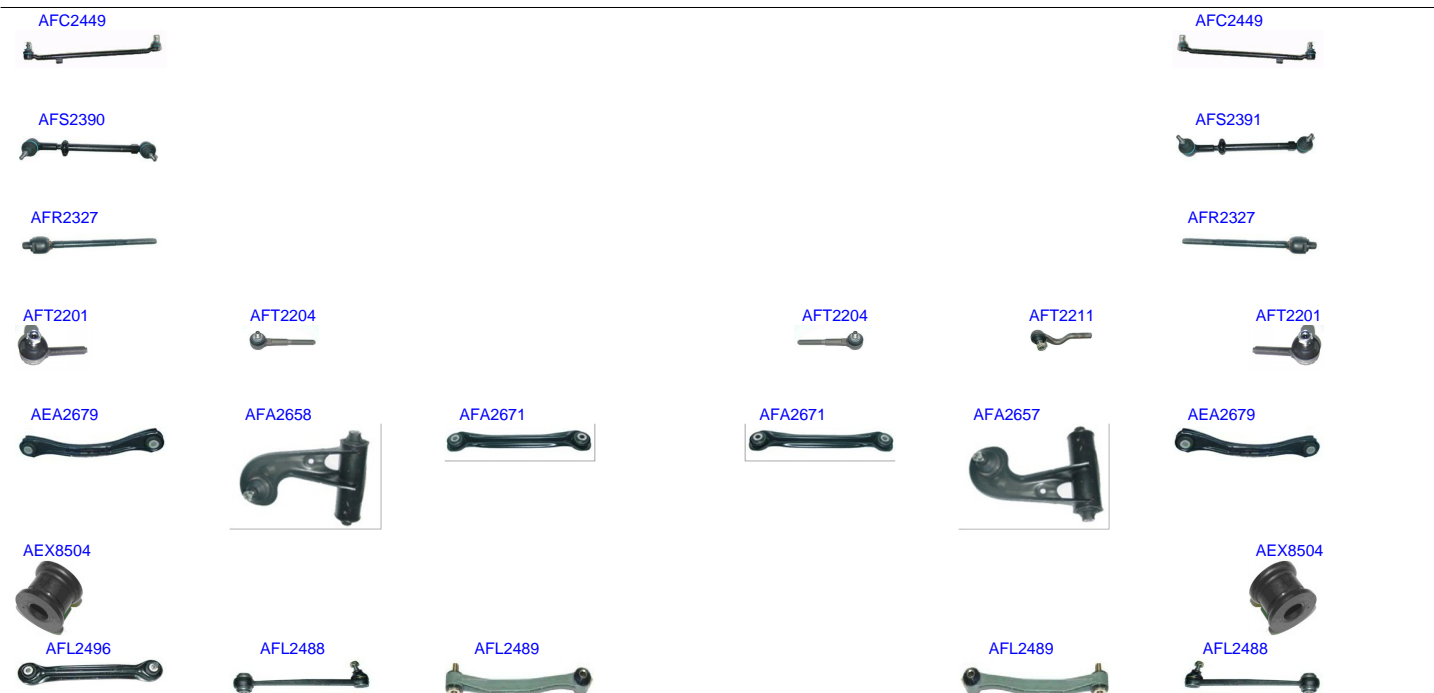 AFC2449 AFC2449
AFS2390 AFS2391
AFR2327 AFR2327
AFT2201 AFT2204 AFT2204 AFT2211 AFT2201
AEA2679 AFA2658 AFA2671 AFA2671 AFA2657 AEA2679
AEX8504 AEX8504
AFL2496 AFL2488 AFL2489 AFL2489 AFL2488